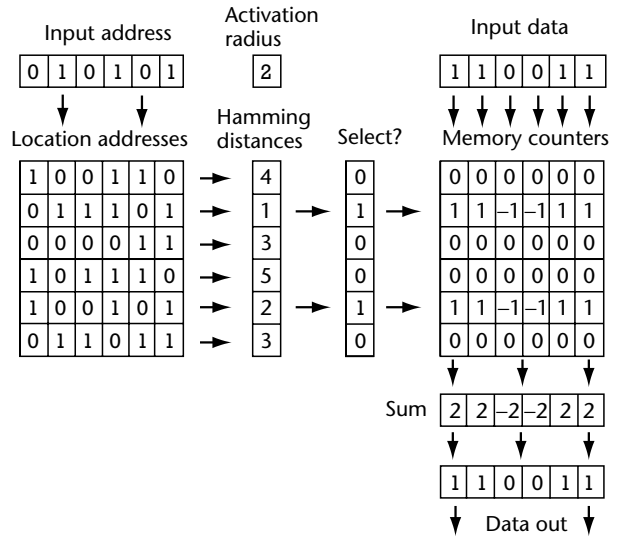 Input address
Activation radius
Input data
0 1 0 1 0 1
2
1 1 0 0 1 1
Location addresses
Hamming distances
Select?
Memory counters
1 0 0 1 1 0 4 0 0 0 0 0 0 0
0 1 1 1 0 1 1 1 1 1 –1 –1 1 1
0 0 0 0 1 1 3 0 0 0 0 0 0 0
1 0 1 1 1 0 5 0 0 0 0 0 0 0
1 0 0 1 0 1 2 1 1 1 –1 –1 1 1
0 1 1 0 1 1 3 0 0 0 0 0 0 0
Sum 2 2 –2 –2 2 2
1 1 0 0 1 1
Data out